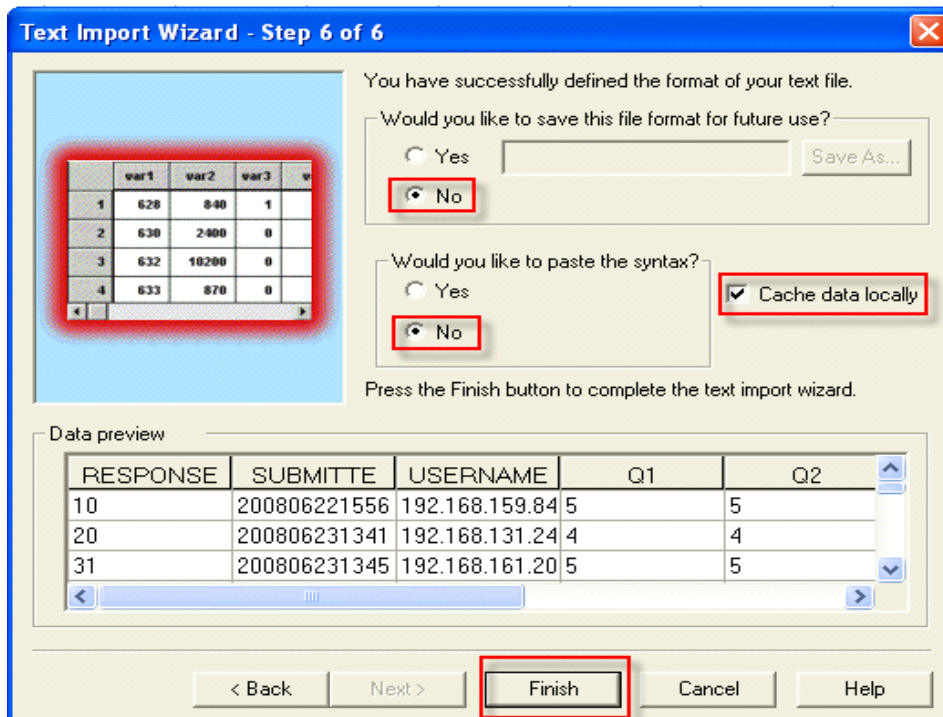 Text Import Wizard - Step 6 of 6
You have successfully defined the format of your text file.
Would you like to save this file format for future use?
Yes
Save As...
No
var1 var2 var3
1 628 840 1
2 630 2400 0
3 632 10200 0
4 633 870 0
Would you like to paste the syntax?
Yes
Cache data locally
No
Press the Finish button to complete the text import wizard.
Data preview
RESPONSE SUBMITTE USERNAME Q1 Q2
10 200806221556 192.168.159.84 5 5
20 200806231341 192.168.131.24 4 4
31 200806231345 192.168.161.20 5 5
< Back Next > Finish Cancel Help